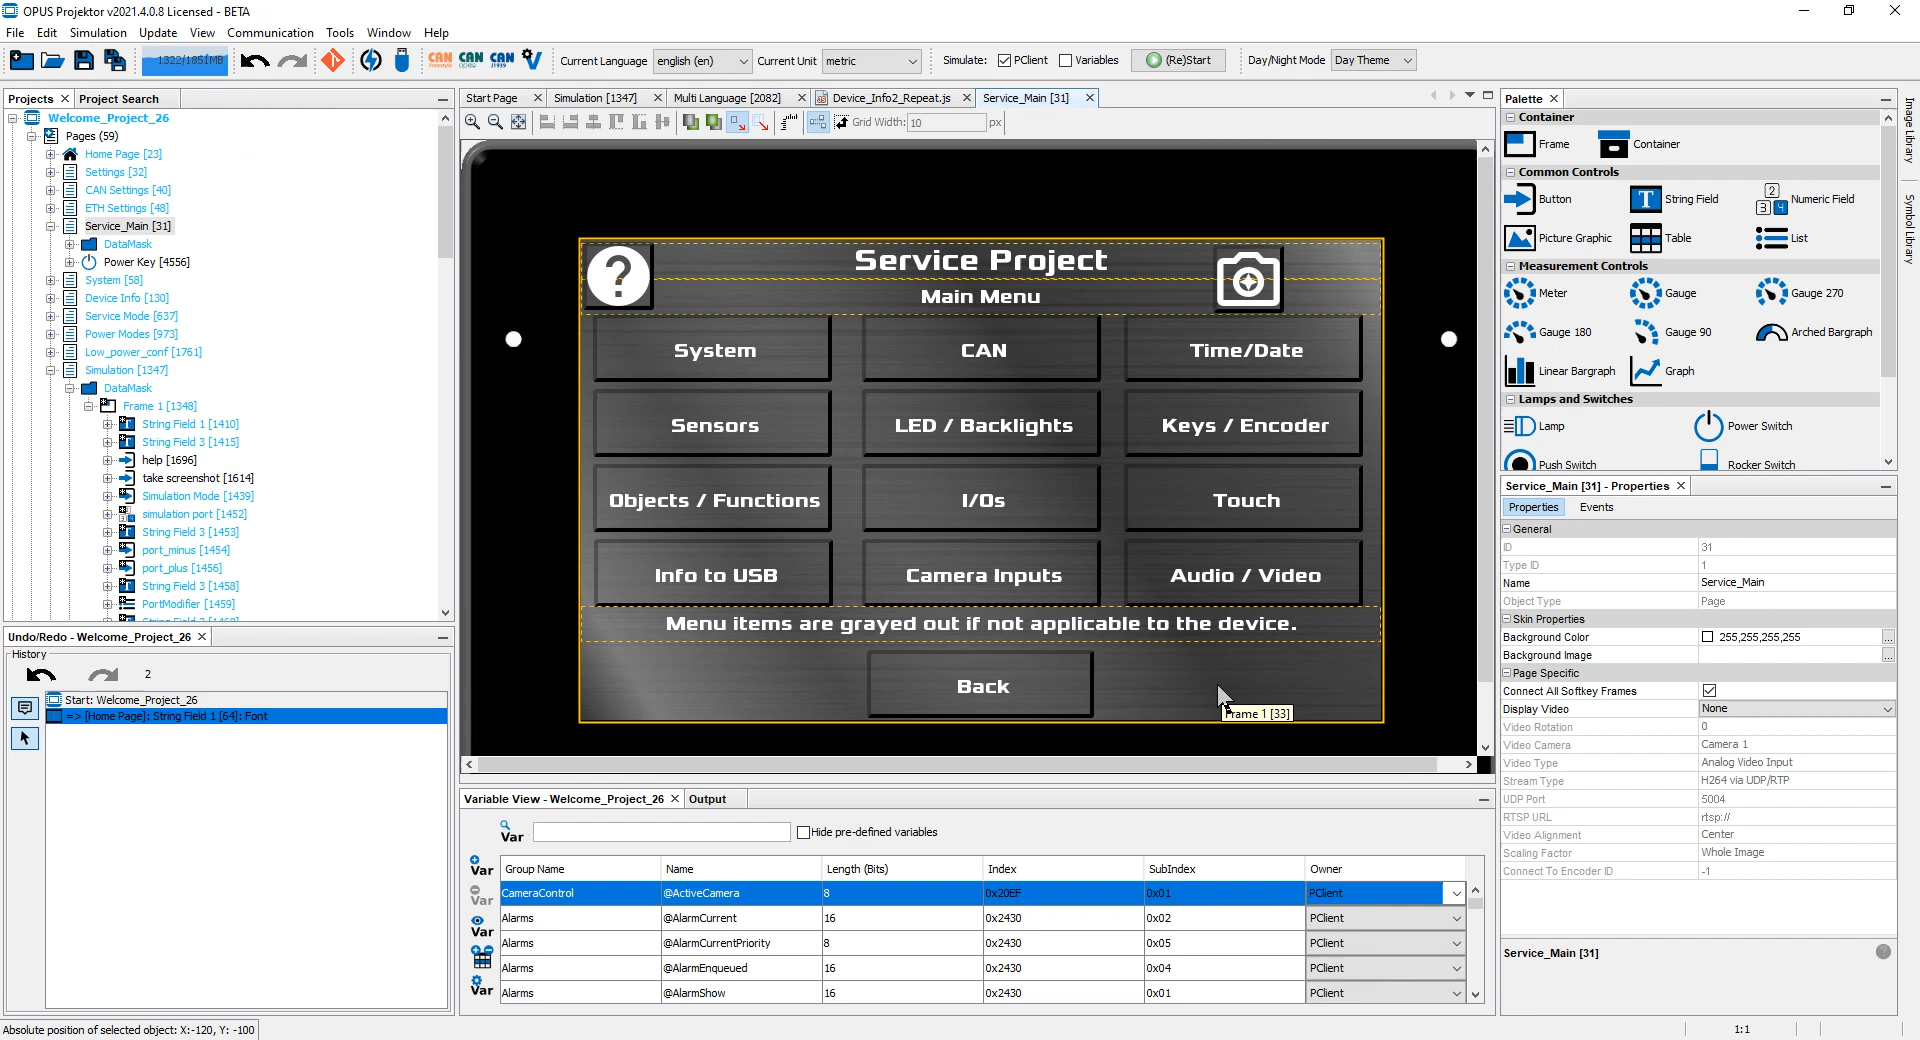 OPUS Projektor v2021.4.0.8 Licensed - BETA
File Edit Simulation Update View Communication Tools Window Help
1322/1851MB CAN CAN CAN Current Language english (en) Current Unit metric Simulate: PClient Variables (Re)Start Day/Night Mode Day Theme
Projects Project Search
Welcome_Project_26
Pages (59)
Home Page [23]
Settings [32]
CAN Settings [40]
ETH Settings [48]
Service_Main [31]
DataMask
Power Key [4556]
System [58]
Device Info [130]
Service Mode [637]
Power Modes [973]
Low_power_conf [1761]
Simulation [1347]
DataMask
Frame 1 [1348]
String Field 1 [1410]
String Field 3 [1415]
help [1696]
take screenshot [1614]
Simulation Mode [1439]
simulation port [1452]
String Field 3 [1453]
port_minus [1454]
port_plus [1456]
String Field 3 [1458]
PortModifier [1459]
Undo/Redo - Welcome_Project_26
History
2
Start: Welcome_Project_26
=> [Home Page]: String Field 1 [64]: Font
Start Page Simulation [1347] Multi Language [2082] Device_Info2_Repeat.js Service_Main [31]
Grid Width: 10 px
?
Service Project
Main Menu
System CAN Time/Date
Sensors LED / Backlights Keys / Encoder
Objects / Functions I/Os Touch
Info to USB Camera Inputs Audio / Video
Menu items are grayed out if not applicable to the device.
Back
Frame 1 [33]
Variable View - Welcome_Project_26 Output
Var Hide pre-defined variables
Var
Var
Var
Var
Group Name Name Length (Bits) Index SubIndex Owner
CameraControl @ActiveCamera 8 0x20EF 0x01 PClient
Alarms @AlarmCurrent 16 0x2430 0x02 PClient
Alarms @AlarmCurrentPriority 8 0x2430 0x05 PClient
Alarms @AlarmEnqueued 16 0x2430 0x04 PClient
Alarms @AlarmShow 16 0x2430 0x01 PClient
Palette
Container
Frame Container
Common Controls
Button String Field Numeric Field
Picture Graphic Table List
Measurement Controls
Meter Gauge Gauge 270
Gauge 180 Gauge 90 Arched Bargraph
Linear Bargraph Graph
Lamps and Switches
Lamp Power Switch
Push Switch Rocker Switch
Image Library
Symbol Library
Service_Main [31] - Properties
Properties Events
General
ID 31
Type ID 1
Name Service_Main
Object Type Page
Skin Properties
Background Color 255,255,255,255 ...
Background Image ...
Page Specific
Connect All Softkey Frames
Display Video None
Video Rotation 0
Video Camera Camera 1
Video Type Analog Video Input
Stream Type H264 via UDP/RTP
UDP Port 5004
RTSP URL rtsp://
Video Alignment Center
Scaling Factor Whole Image
Connect To Encoder ID -1
Service_Main [31]
Absolute position of selected object: X:-120, Y: -100
1:1